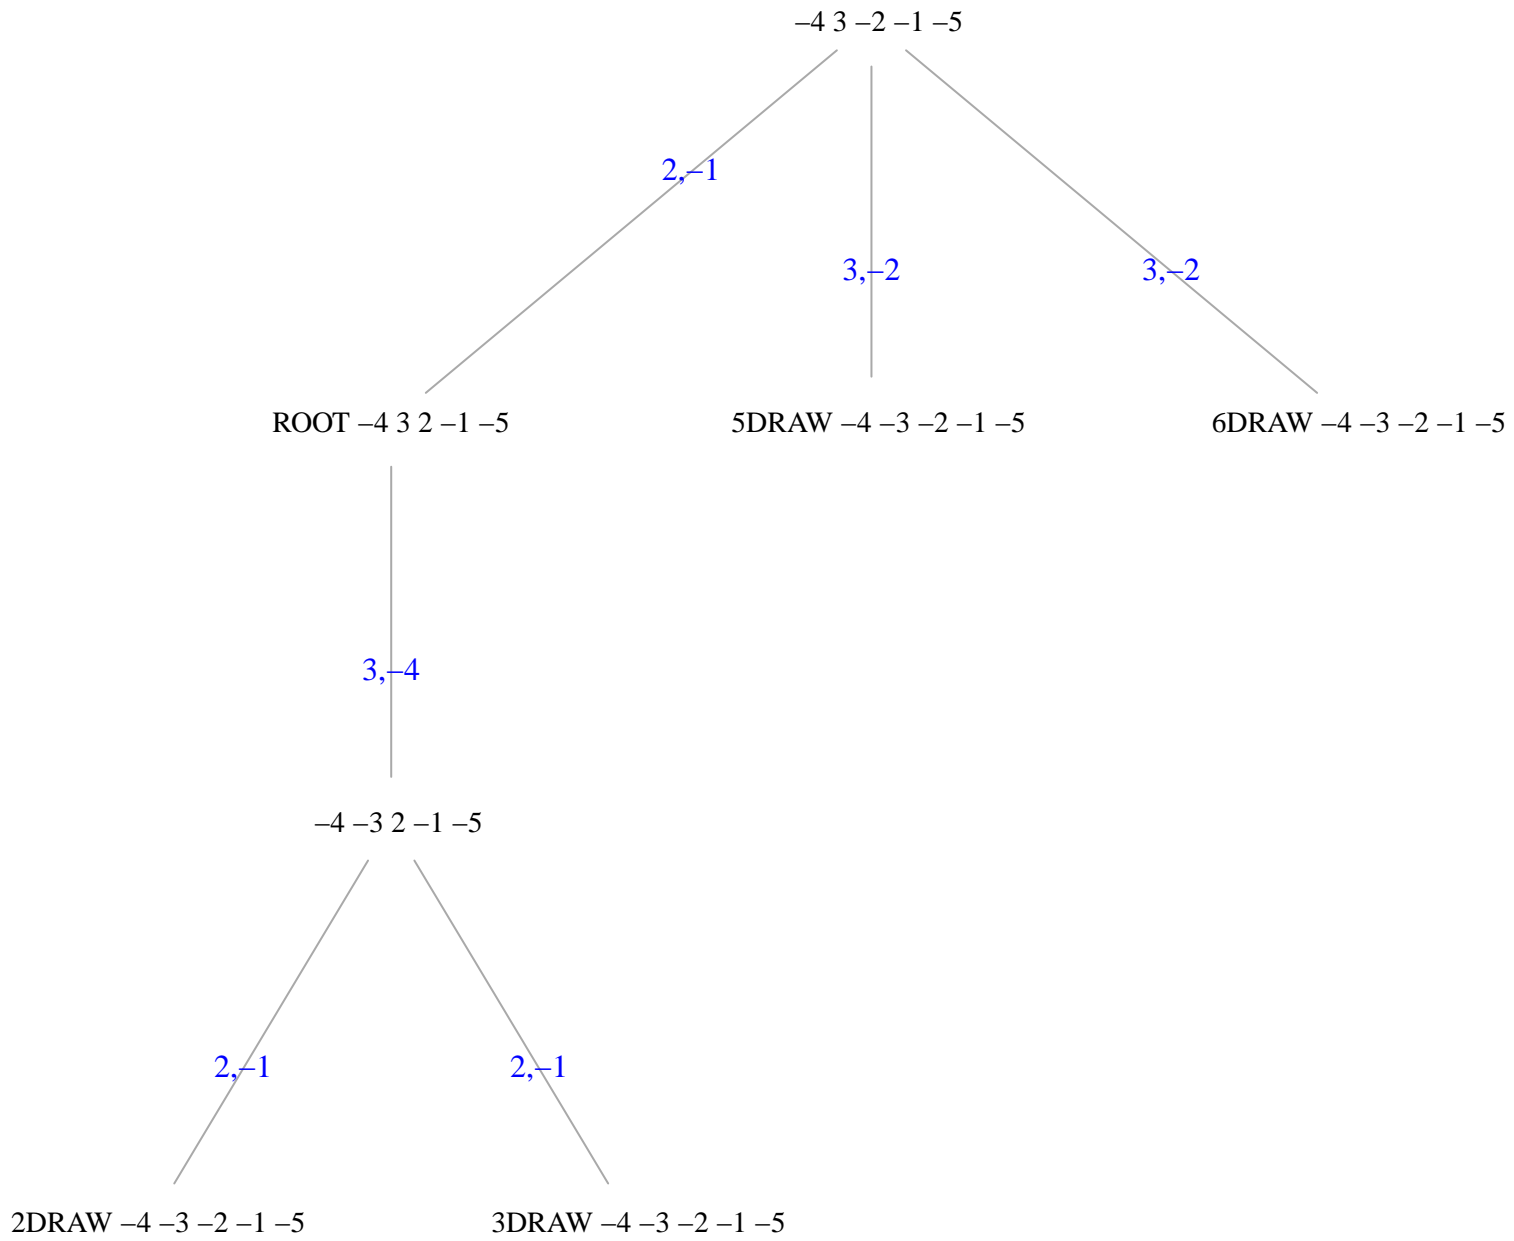 –4 3 –2 –1 –5
2,–1
3,–2
3,–2
ROOT –4 3 2 –1 –5
5DRAW –4 –3 –2 –1 –5
6DRAW –4 –3 –2 –1 –5
3,–4
–4 –3 2 –1 –5
2,–1
2,–1
2DRAW –4 –3 –2 –1 –5
3DRAW –4 –3 –2 –1 –5